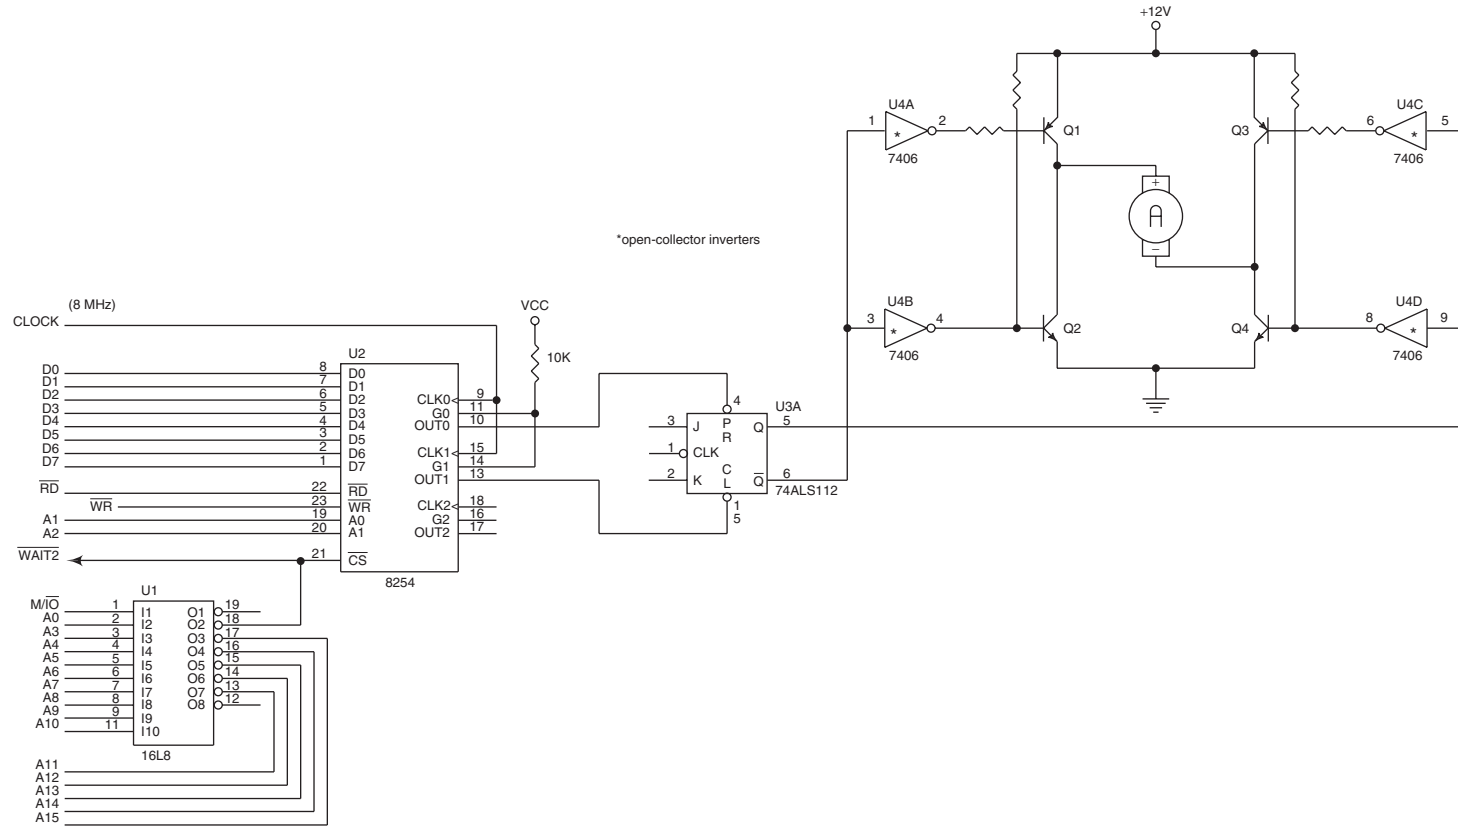 +12V
U4A
1
2
*
7406
Q1
Q3
U4C
6
5
*
7406
+
A
−
*open-collector inverters
U4B
3
4
*
7406
Q2
Q4
U4D
8
9
*
7406
(8 MHz)
CLOCK
VCC
10K
U2
D0 8 D0
D1 7 D1
D2 6 D2 CLK0 9
D3 5 D3 G0 11
D4 4 D4 OUT0 10
D5 3 D5
D6 2 D6 CLK1 15
D7 1 D7 G1 14
OUT1 13
R̅D̅ 22 R̅D̅
W̅R̅ 23 W̅R̅ CLK2 18
A1 19 A0 G2 16
A2 20 A1 OUT2 17
W̅A̅I̅T̅2̅ 21 C̅S̅
8254
U3A
4
3 J PR Q 5
1 CLK
2 K CL Q̅ 6
74ALS112
1
5
U1
M/I̅O̅ 1 I1 O1 19
A0 2 I2 O2 18
A3 3 I3 O3 17
A4 4 I4 O4 16
A5 5 I5 O5 15
A6 6 I6 O6 14
A7 7 I7 O7 13
A8 8 I8 O8 12
A9 9 I9
A10 11 I10
16L8
A11
A12
A13
A14
A15